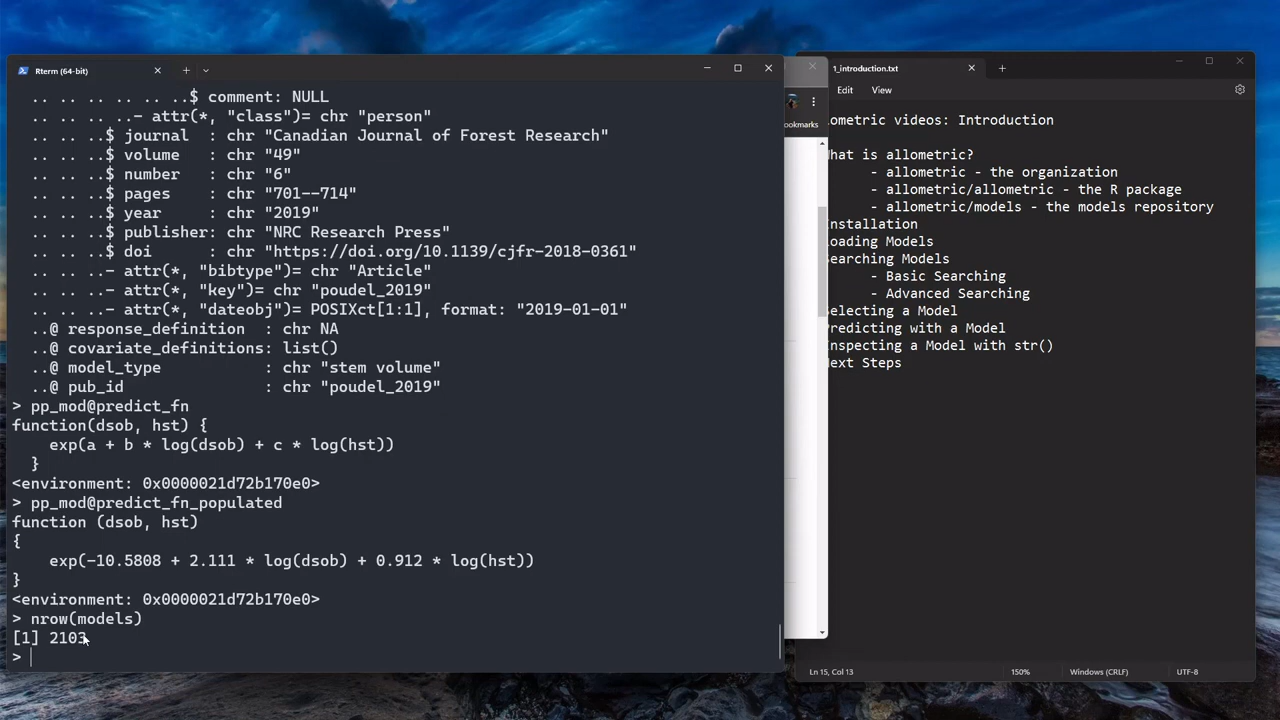 Rterm (64-bit)
.. .. .. .. .. ..$ comment: NULL
.. .. .. .. ..- attr(*, "class")= chr "person"
.. .. ..$ journal  : chr "Canadian Journal of Forest Research"
.. .. ..$ volume   : chr "49"
.. .. ..$ number   : chr "6"
.. .. ..$ pages    : chr "701--714"
.. .. ..$ year     : chr "2019"
.. .. ..$ publisher: chr "NRC Research Press"
.. .. ..$ doi      : chr "https://doi.org/10.1139/cjfr-2018-0361"
.. .. ..- attr(*, "bibtype")= chr "Article"
.. .. ..- attr(*, "key")= chr "poudel_2019"
.. .. ..- attr(*, "dateobj")= POSIXct[1:1], format: "2019-01-01"
..@ response_definition  : chr NA
..@ covariate_definitions: list()
..@ model_type           : chr "stem volume"
..@ pub_id               : chr "poudel_2019"
> pp_mod@predict_fn
function(dsob, hst) {
    exp(a + b * log(dsob) + c * log(hst))
  }
<environment: 0x0000021d72b170e0>
> pp_mod@predict_fn_populated
function (dsob, hst)
{
    exp(-10.5808 + 2.111 * log(dsob) + 0.912 * log(hst))
}
<environment: 0x0000021d72b170e0>
> nrow(models)
[1] 2103
>
ookmarks
1_introduction.txt
Edit View
ometric videos: Introduction
hat is allometric?
- allometric - the organization
- allometric/allometric - the R package
- allometric/models - the models repository
nstallation
oading Models
earching Models
- Basic Searching
- Advanced Searching
electing a Model
redicting with a Model
nspecting a Model with str()
ext Steps
Ln 15, Col 13
150%
Windows (CRLF)
UTF-8